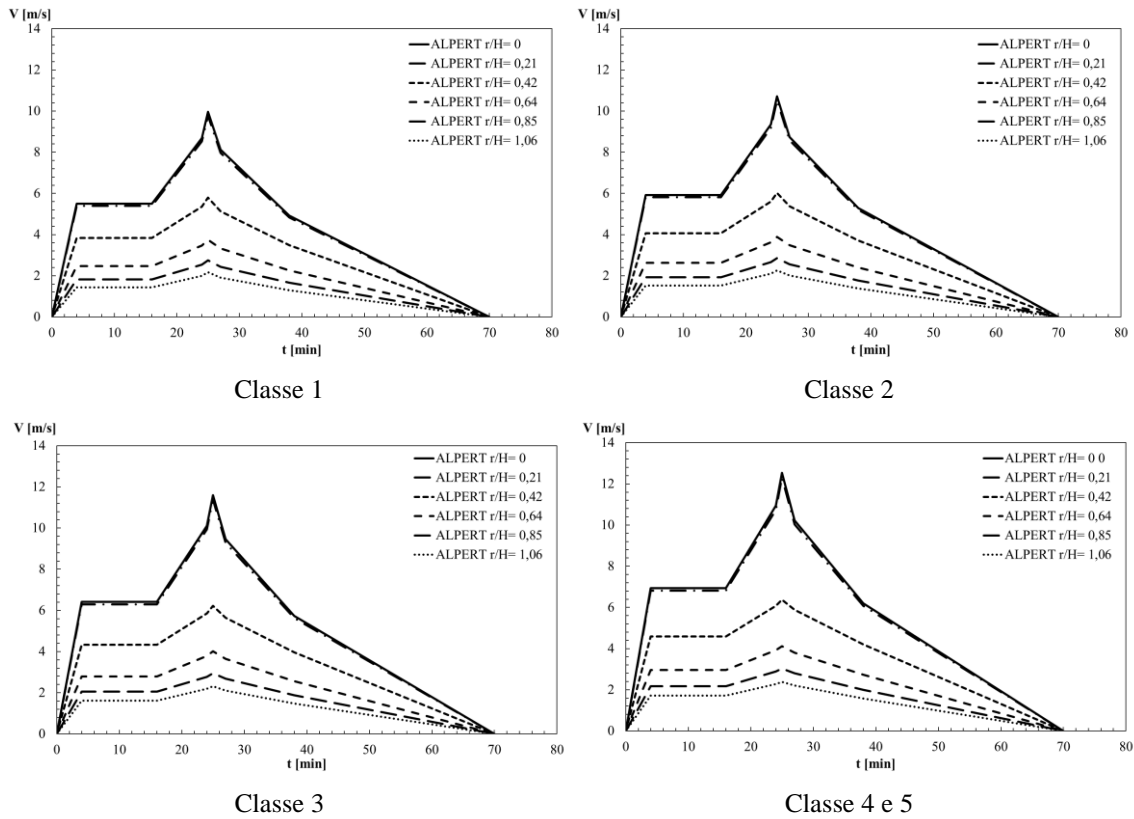 V [m/s]
14
12
10
8
6
4
2
0
0 10 20 30 40 50 60 70 80
t [min]
ALPERT r/H= 0
ALPERT r/H= 0,21
ALPERT r/H= 0,42
ALPERT r/H= 0,64
ALPERT r/H= 0,85
ALPERT r/H= 1,06
Classe 1
V [m/s]
14
12
10
8
6
4
2
0
0 10 20 30 40 50 60 70 80
t [min]
ALPERT r/H= 0
ALPERT r/H= 0,21
ALPERT r/H= 0,42
ALPERT r/H= 0,64
ALPERT r/H= 0,85
ALPERT r/H= 1,06
Classe 2
V [m/s]
14
12
10
8
6
4
2
0
0 10 20 30 40 50 60 70 80
t [min]
ALPERT r/H= 0
ALPERT r/H= 0,21
ALPERT r/H= 0,42
ALPERT r/H= 0,64
ALPERT r/H= 0,85
ALPERT r/H= 1,06
Classe 3
V [m/s]
14
12
10
8
6
4
2
0
0 10 20 30 40 50 60 70 80
t [min]
ALPERT r/H= 0 0
ALPERT r/H= 0,21
ALPERT r/H= 0,42
ALPERT r/H= 0,64
ALPERT r/H= 0,85
ALPERT r/H= 1,06
Classe 4 e 5